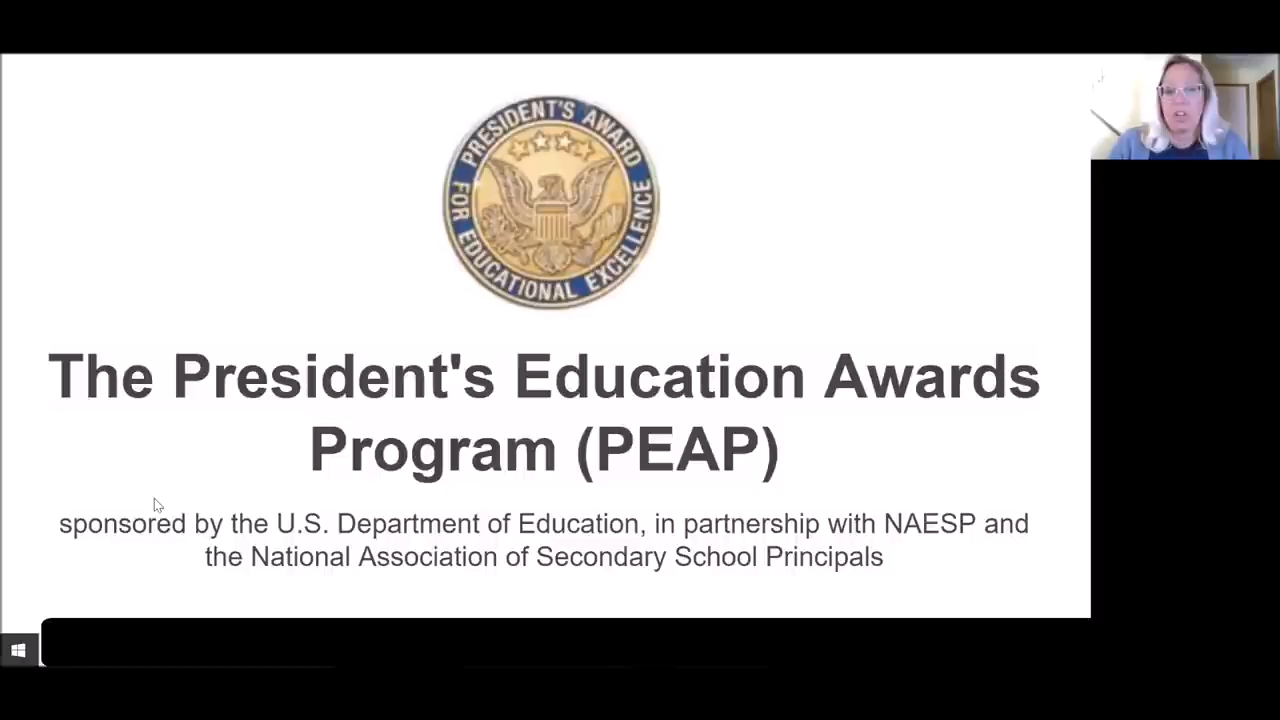 PRESIDENT'S AWARD
FOR EDUCATIONAL EXCELLENCE
The President's Education Awards
Program (PEAP)
sponsored by the U.S. Department of Education, in partnership with NAESP and
the National Association of Secondary School Principals